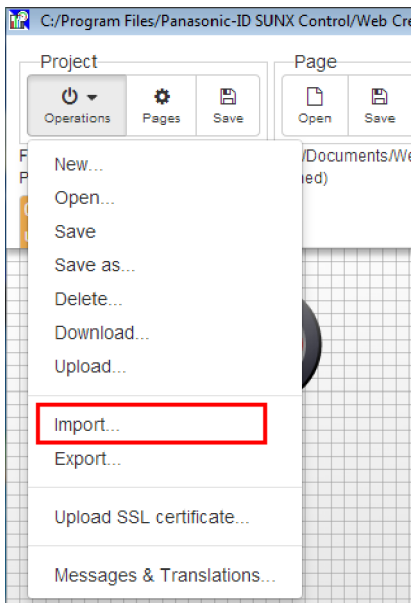 C:/Program Files/Panasonic-ID SUNX Control/Web Cre
Project
Page
Operations
Pages
Save
Open
Save
/Documents/We
New...
Open...
Save
Save as...
Delete...
Download...
Upload...
Import...
Export...
Upload SSL certificate...
Messages & Translations...